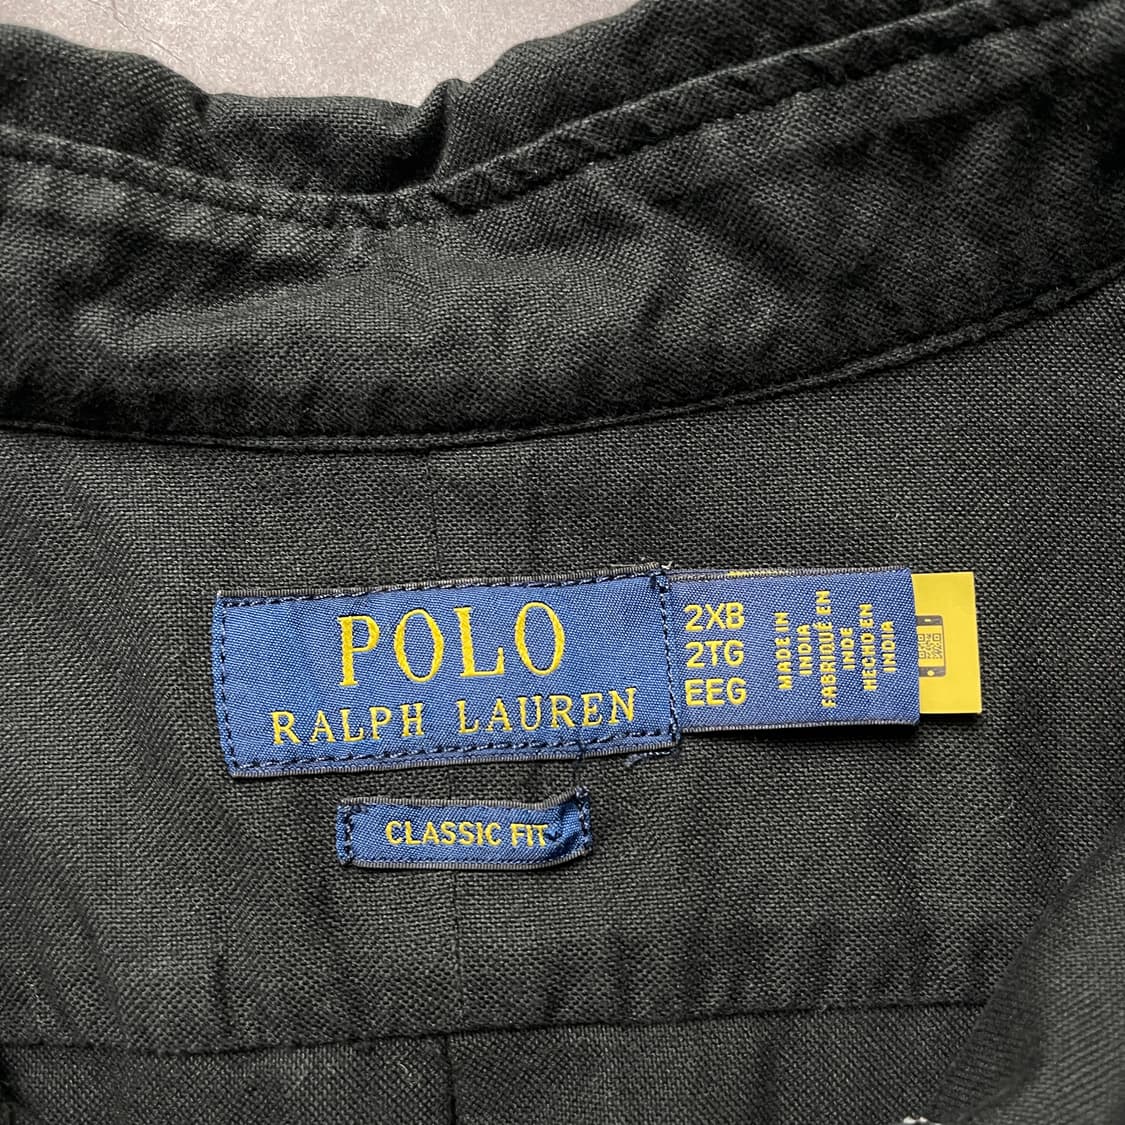 POLO
RALPH LAUREN
2XB
2TG
EEG
MADE IN
INDIA
FABRIQUÉ EN
INDE
HECHO EN
INDIA
CLASSIC FIT